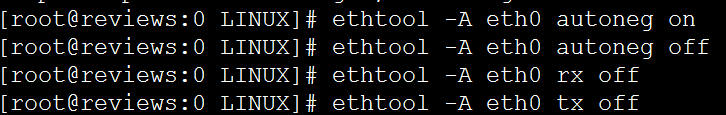 [root@reviews:0 LINUX]# ethtool -A eth0 autoneg on
[root@reviews:0 LINUX]# ethtool -A eth0 autoneg off
[root@reviews:0 LINUX]# ethtool -A eth0 rx off
[root@reviews:0 LINUX]# ethtool -A eth0 tx off